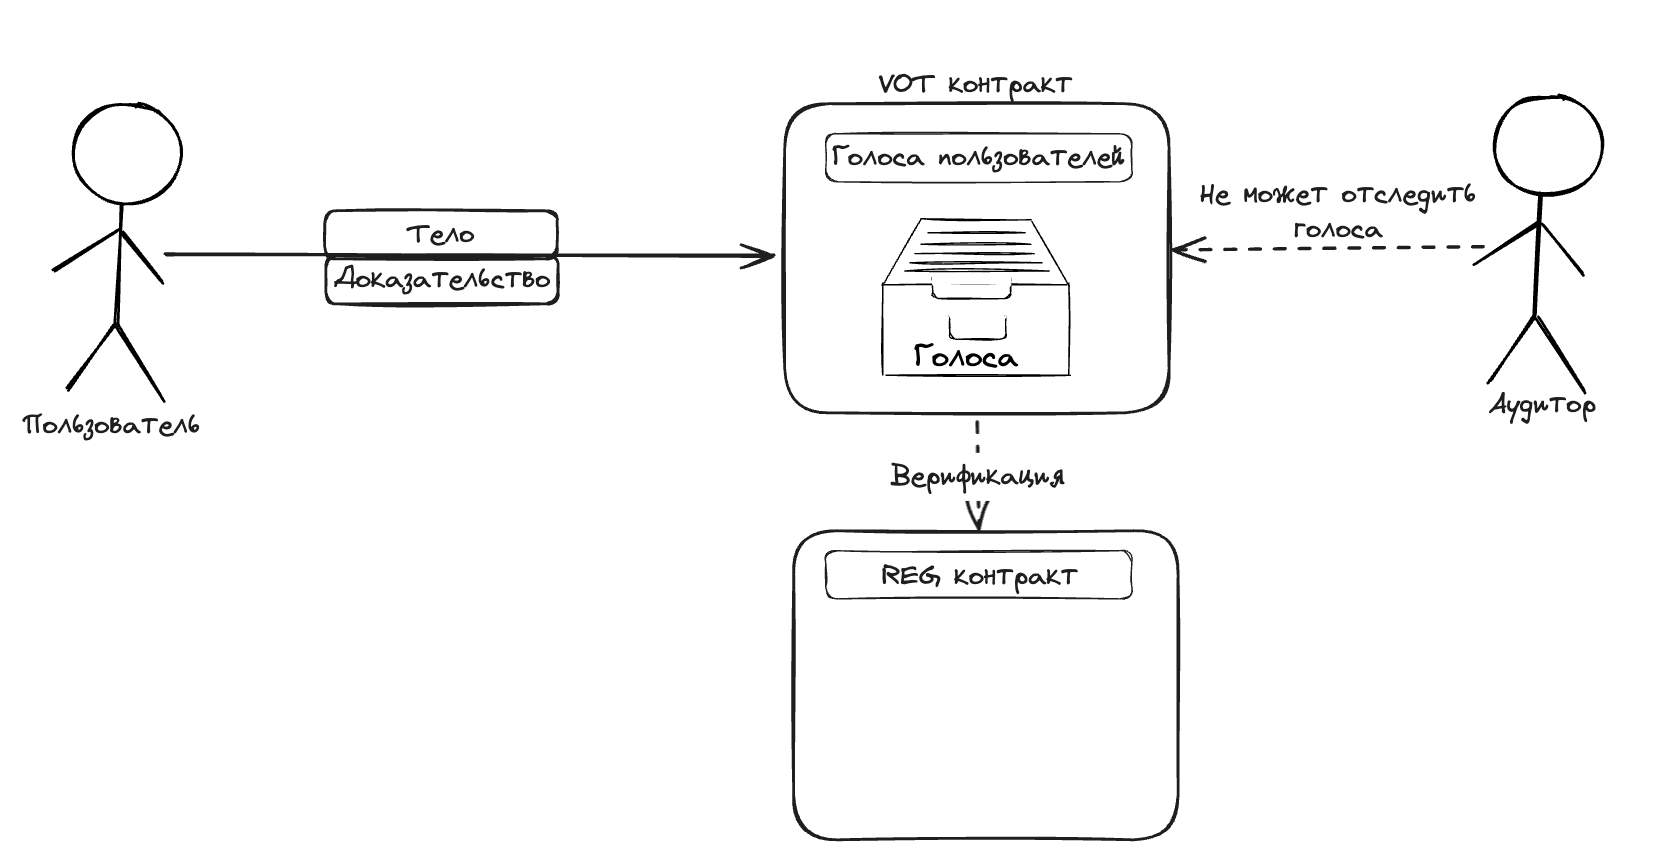 VOT контракт
Голоса пользователей
Не может отследить
голоса
Тело
Доказательство
Голоса
Пользователь
Аудитор
Верификация
REG контракт